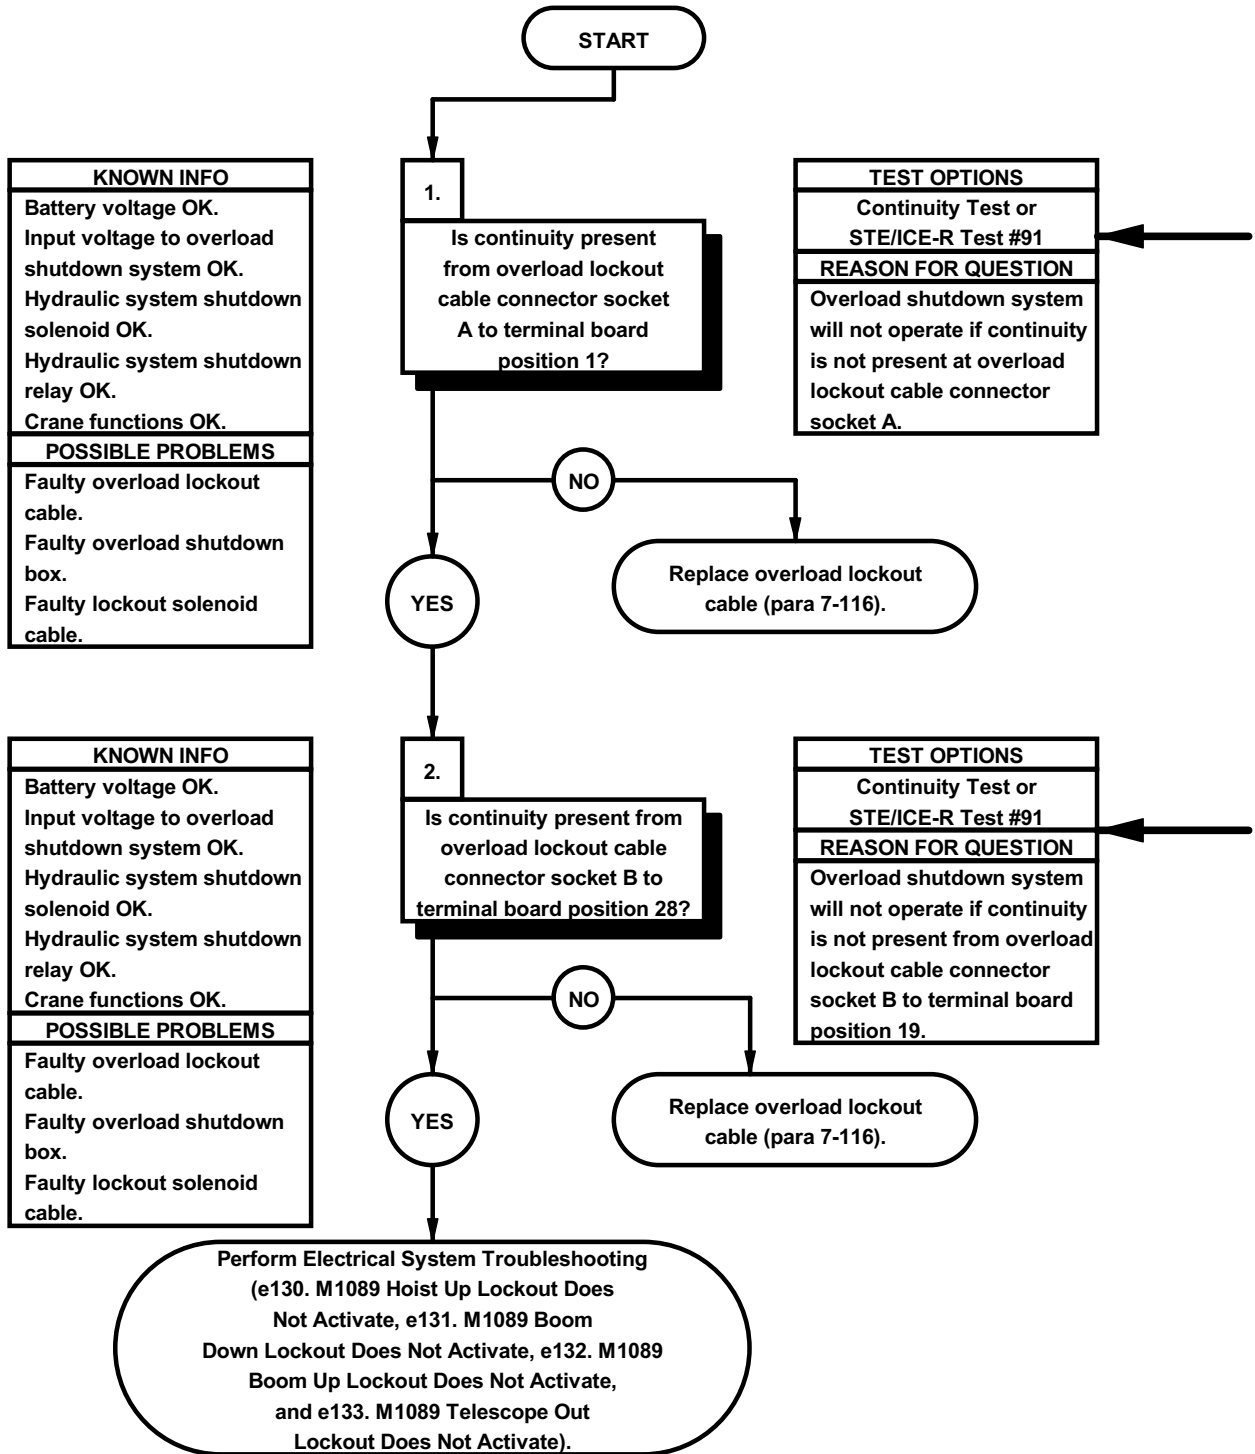 START
KNOWN INFO
Battery voltage OK.
Input voltage to overload
shutdown system OK.
Hydraulic system shutdown
solenoid OK.
Hydraulic system shutdown
relay OK.
Crane functions OK.
POSSIBLE PROBLEMS
Faulty overload lockout
cable.
Faulty overload shutdown
box.
Faulty lockout solenoid
cable.
1.
Is continuity present
from overload lockout
cable connector socket
A to terminal board
position 1?
TEST OPTIONS
Continuity Test or
STE/ICE-R Test #91
REASON FOR QUESTION
Overload shutdown system
will not operate if continuity
is not present at overload
lockout cable connector
socket A.
NO
Replace overload lockout
cable (para 7-116).
YES
KNOWN INFO
Battery voltage OK.
Input voltage to overload
shutdown system OK.
Hydraulic system shutdown
solenoid OK.
Hydraulic system shutdown
relay OK.
Crane functions OK.
POSSIBLE PROBLEMS
Faulty overload lockout
cable.
Faulty overload shutdown
box.
Faulty lockout solenoid
cable.
2.
Is continuity present from
overload lockout cable
connector socket B to
terminal board position 28?
TEST OPTIONS
Continuity Test or
STE/ICE-R Test #91
REASON FOR QUESTION
Overload shutdown system
will not operate if continuity
is not present from overload
lockout cable connector
socket B to terminal board
position 19.
NO
Replace overload lockout
cable (para 7-116).
YES
Perform Electrical System Troubleshooting
(e130. M1089 Hoist Up Lockout Does
Not Activate, e131. M1089 Boom
Down Lockout Does Not Activate, e132. M1089
Boom Up Lockout Does Not Activate,
and e133. M1089 Telescope Out
Lockout Does Not Activate).